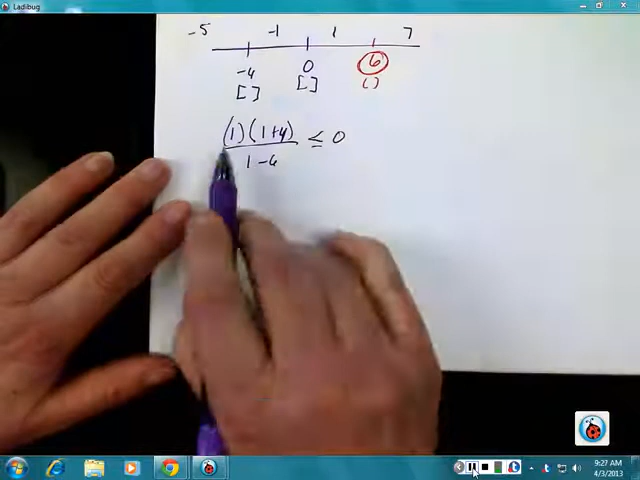 Ladibug
-5 -1 1 7
-4 0 6
[ ] [ ] ( )
(1)(1+4)
≤ 0
1-6
9:27 AM
4/3/2013